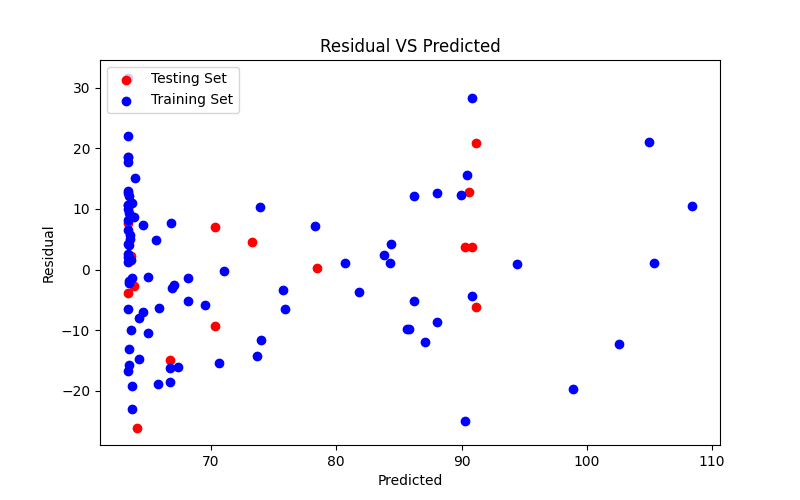 Residual VS Predicted
Testing Set
Training Set
30
20
10
0
−10
−20
Residual
70
80
90
100
110
Predicted